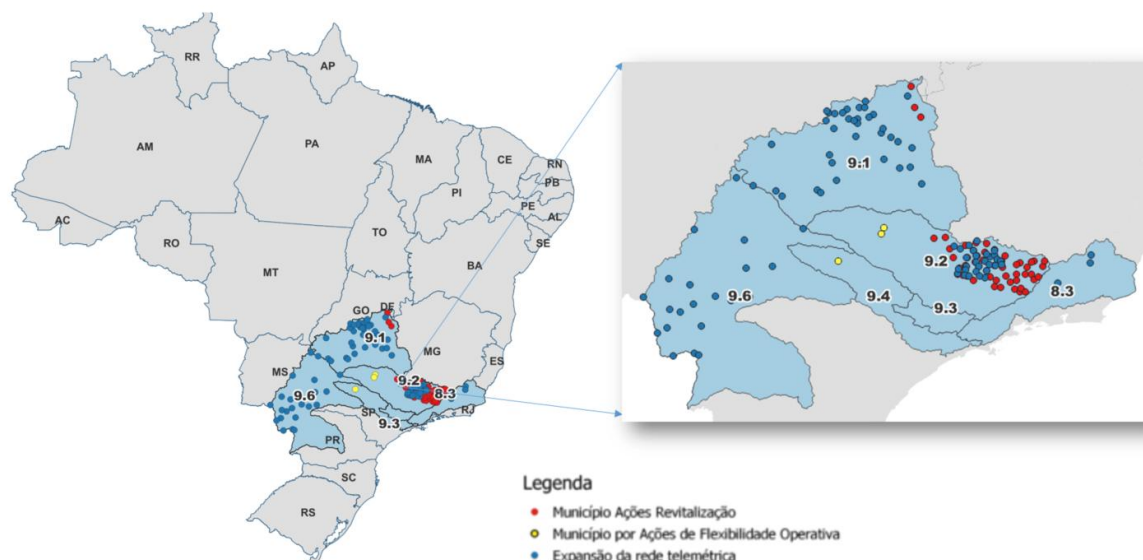 RR
AP
AM
PA
MA
CE
RN
PB
PI
PE
AL
AC
TO
SE
RO
BA
MT
GO
DF
9.1
MG
ES
MS
9.2
9.6
8.3
SP
RJ
9.3
PR
SC
RS
9.1
9.2
9.6
9.4
8.3
9.3
Legenda
Município Ações Revitalização
Município por Ações de Flexibilidade Operativa
Expansão da rede telemétrica